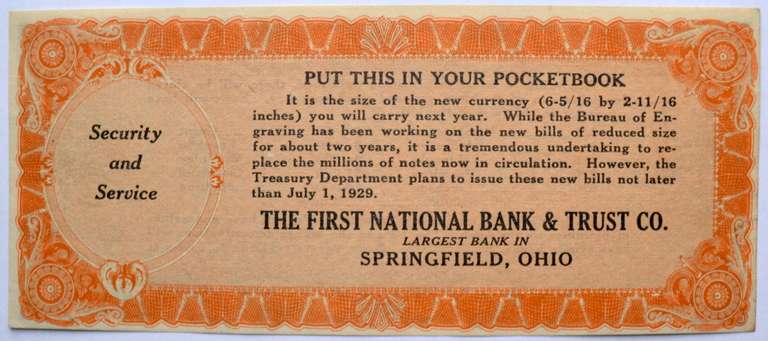 Security
and
Service
PUT THIS IN YOUR POCKETBOOK
It is the size of the new currency (6-5/16 by 2-11/16
inches) you will carry next year. While the Bureau of En-
graving has been working on the new bills of reduced size
for about two years, it is a tremendous undertaking to re-
place the millions of notes now in circulation. However, the
Treasury Department plans to issue these new bills not later
than July 1, 1929.
THE FIRST NATIONAL BANK & TRUST CO.
LARGEST BANK IN
SPRINGFIELD, OHIO